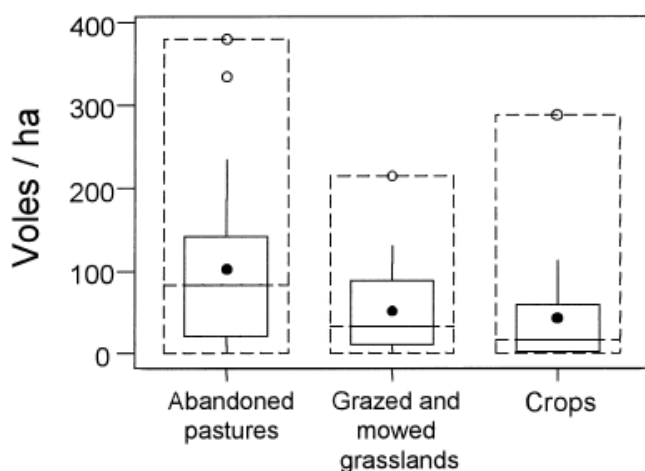 400
300
200
100
0
Voles / ha
Abandoned
pastures
Grazed and
mowed
grasslands
Crops